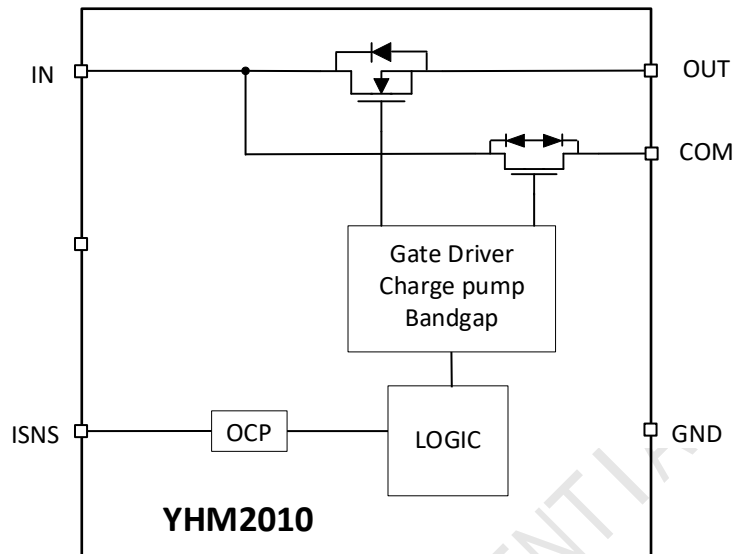 IN
OUT
COM
Gate Driver
Charge pump
Bandgap
ISNS
OCP
LOGIC
GND
YHM2010